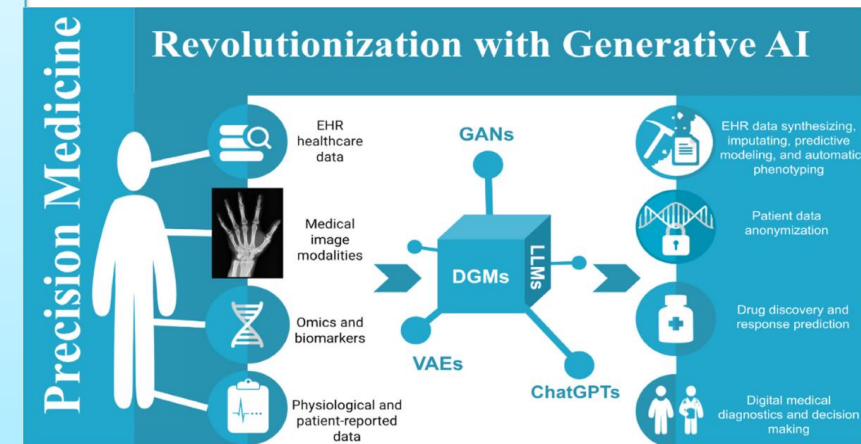 Precision Medicine
Revolutionization with Generative AI
EHR
healthcare
data
Medical
image
modalities
Omics and
biomarkers
Physiological and
patient-reported
data
GANs
DGMs
LLMs
VAEs
ChatGPTs
EHR data synthesizing,
imputating, predictive
modeling, and automatic
phenotyping
Patient data
anonymization
Drug discovery and
response prediction
Digital medical
diagnostics and decision
making